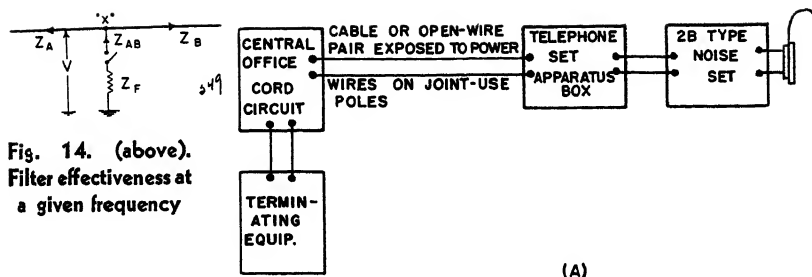 "X"
Z_A
V
Z_AB
Z_B
Z_F
Fig. 14. (above).
Filter effectiveness at
a given frequency
CENTRAL
OFFICE
CORD
CIRCUIT
CABLE OR OPEN-WIRE
PAIR EXPOSED TO POWER
WIRES ON JOINT-USE
POLES
TELEPHONE
SET
APPARATUS
BOX
2B TYPE
NOISE
SET
TERMIN-
ATING
EQUIP.
(A)